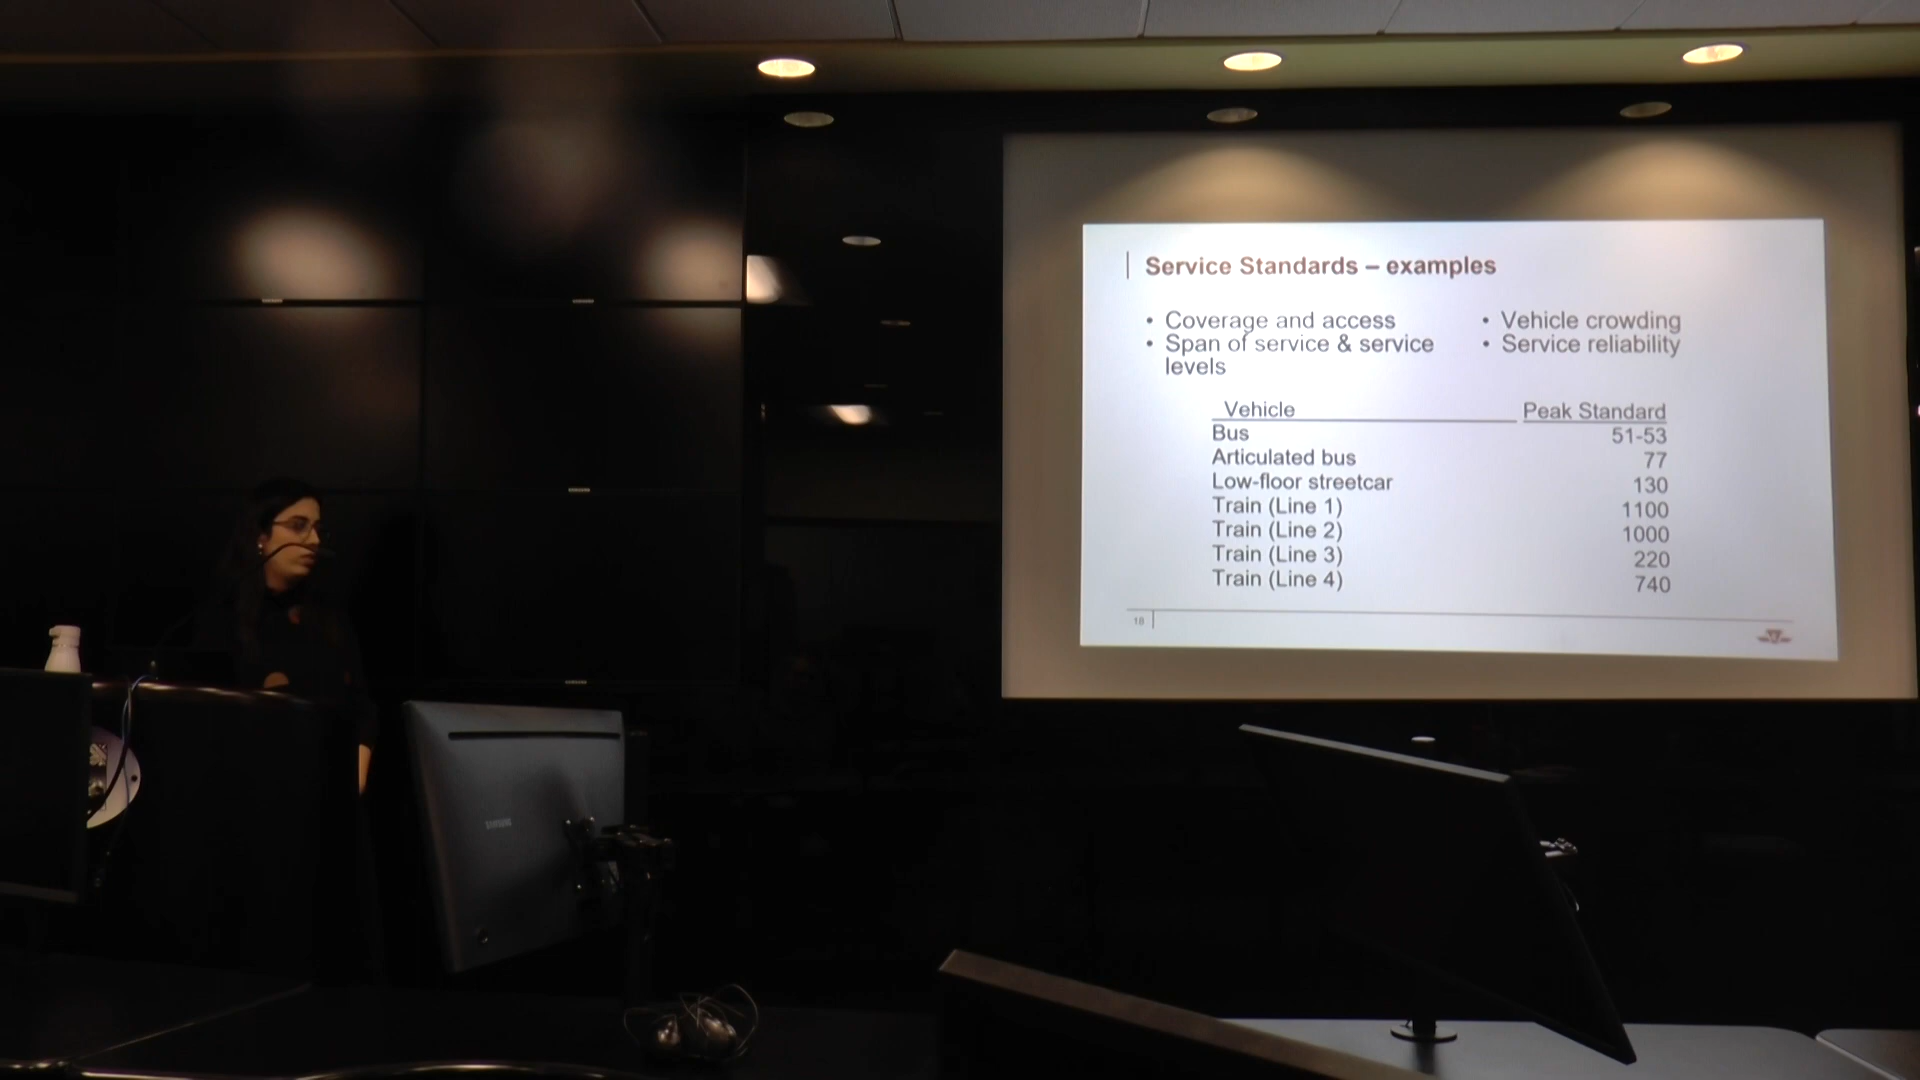 Service Standards – examples
• Coverage and access
• Span of service & service
levels
• Vehicle crowding
• Service reliability
Vehicle Peak Standard
Bus 51-53
Articulated bus 77
Low-floor streetcar 130
Train (Line 1) 1100
Train (Line 2) 1000
Train (Line 3) 220
Train (Line 4) 740
18
SAMSUNG